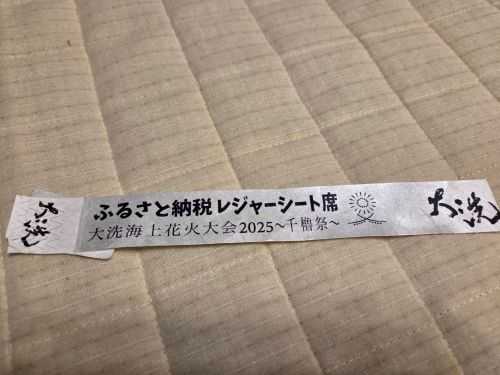 大洗
ふるさと納税 レジャーシート席
大洗海上花火大会2025~千櫓祭~
大洗